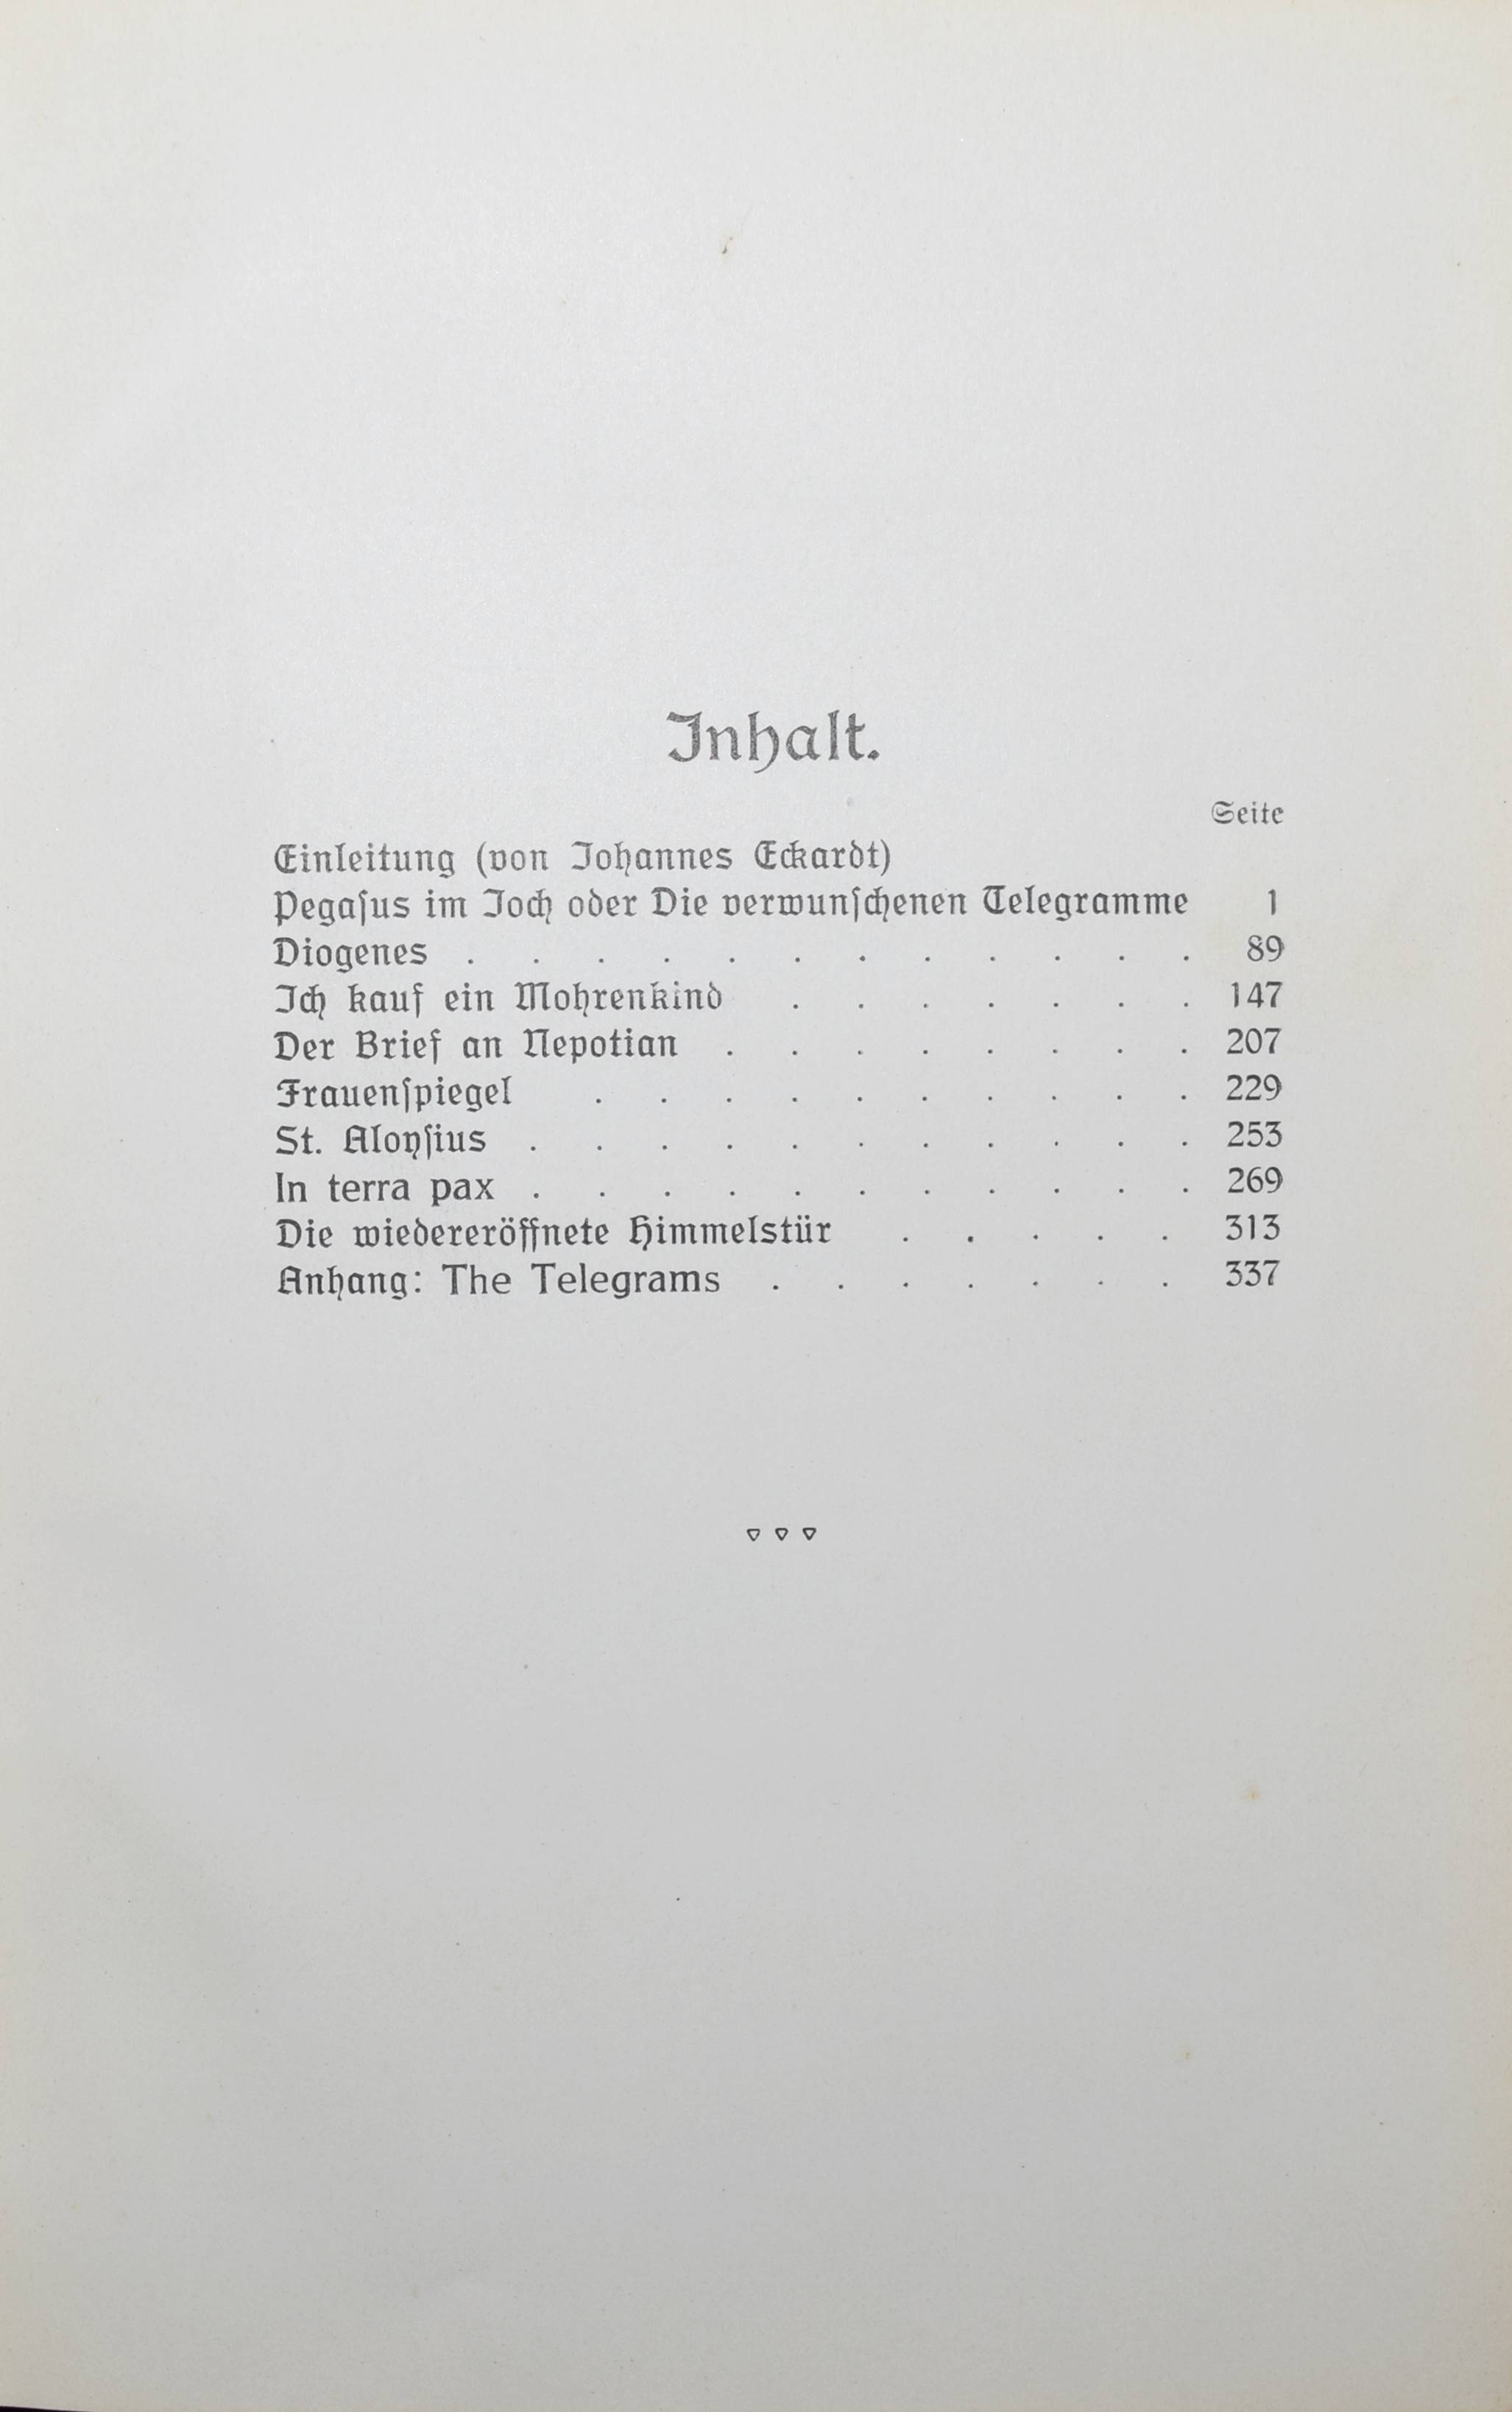 Inhalt.
Seite
Einleitung (von Johannes Eckardt)
Pegaſus im Joch oder Die verwunſchenen Telegramme 1
Diogenes . . . . . . . . . . . . 89
Ich kauf ein Mohrenkind . . . . . . . 147
Der Brief an Nepotian . . . . . . . . 207
Frauenſpiegel . . . . . . . . . . 229
St. Aloyſius . . . . . . . . . . . 253
In terra pax . . . . . . . . . . . 269
Die wiedereröffnete Himmelstür . . . . . 313
Anhang: The Telegrams . . . . . . . 337